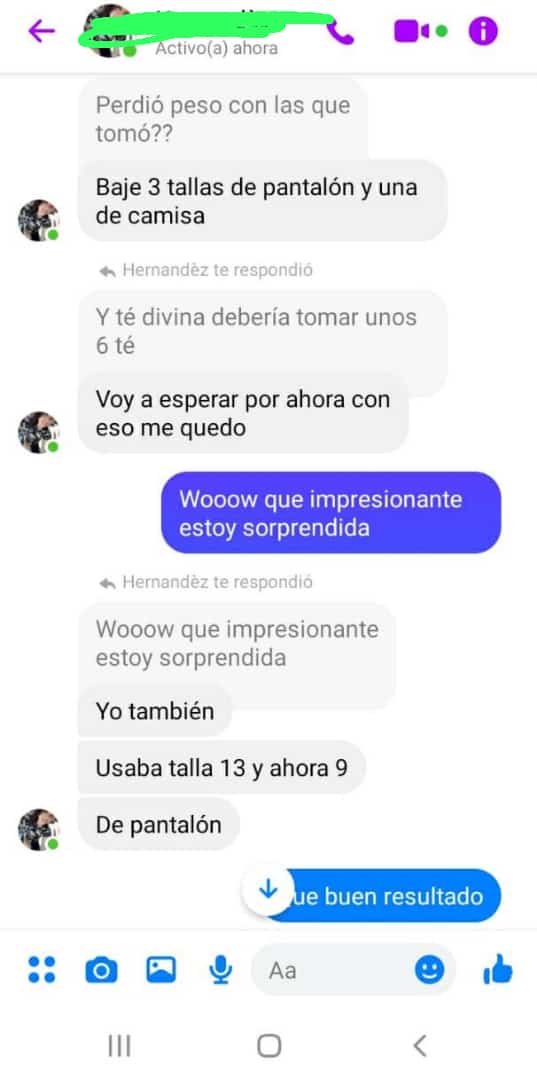 Activo(a) ahora
Perdió peso con las que
tomó??
Baje 3 tallas de pantalón y una
de camisa
Hernandèz te respondió
Y té divina debería tomar unos
6 té
Voy a esperar por ahora con
eso me quedo
Wooow que impresionante
estoy sorprendida
Hernandèz te respondió
Wooow que impresionante
estoy sorprendida
Yo también
Usaba talla 13 y ahora 9
De pantalón
ue buen resultado
Aa